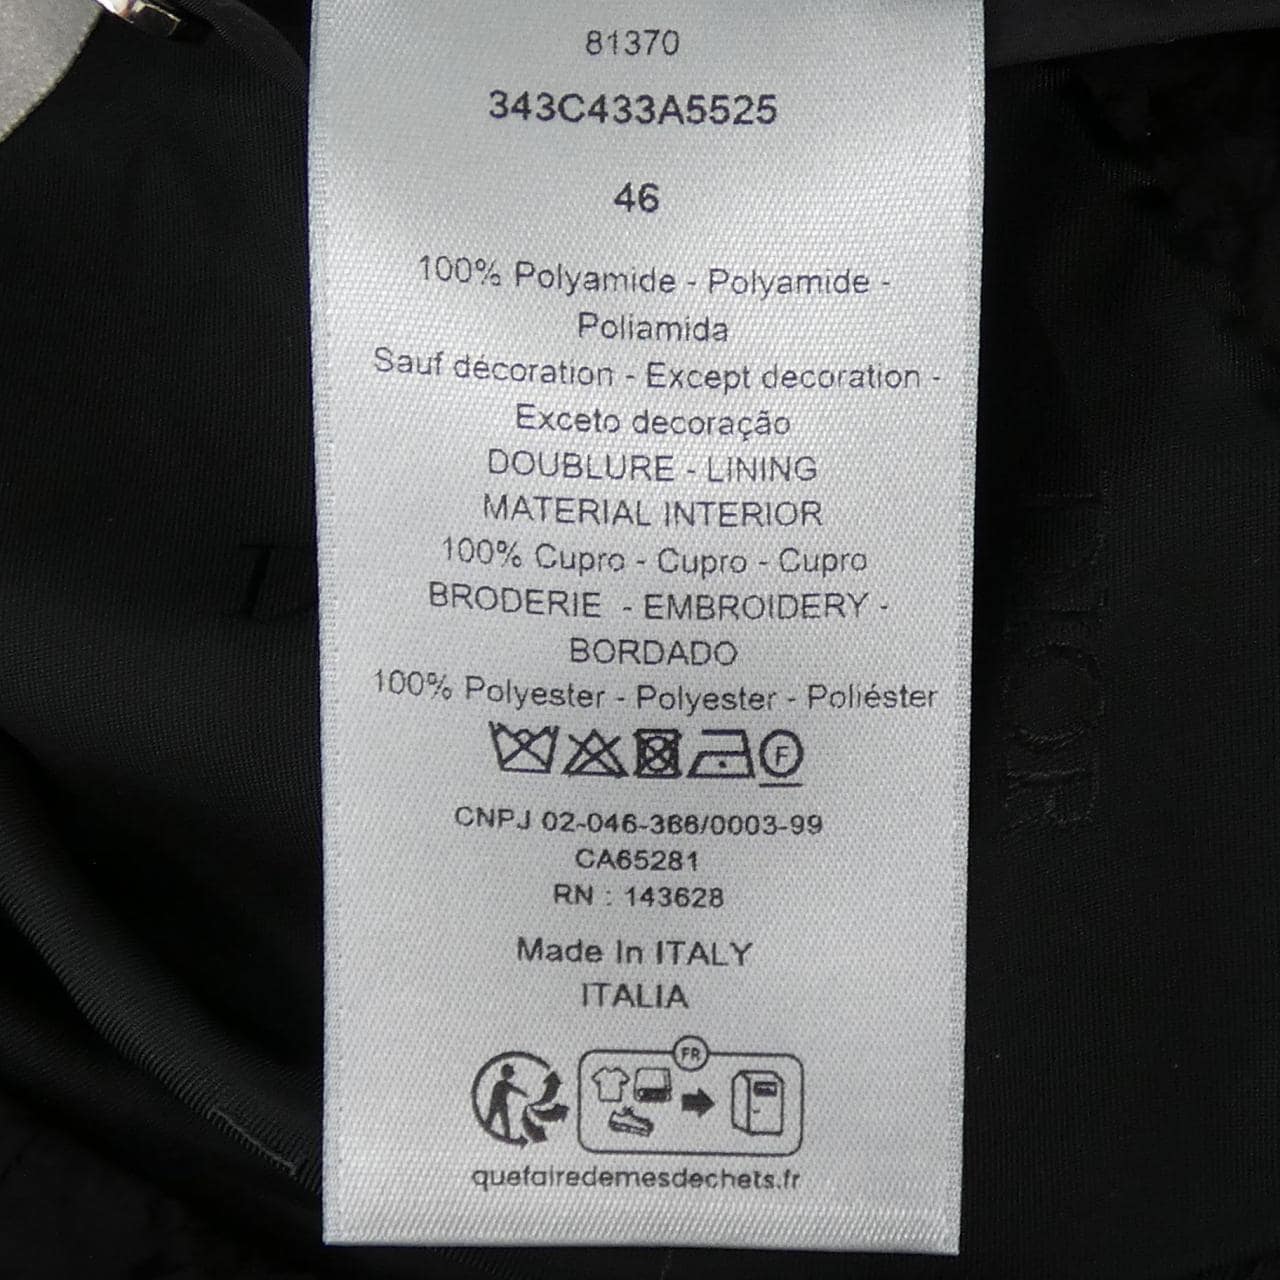 81370
343C433A5525
46
100% Polyamide - Polyamide -
Poliamida
Sauf décoration - Except decoration -
Exceto decoração
DOUBLURE - LINING
MATERIAL INTERIOR
100% Cupro - Cupro - Cupro
BRODERIE - EMBROIDERY -
BORDADO
100% Polyester - Polyester - Poliéster
F
CNPJ 02-046-366/0003-99
CA65281
RN : 143628
Made In ITALY
ITALIA
FR
quefairedemesdechets.fr
DIOR